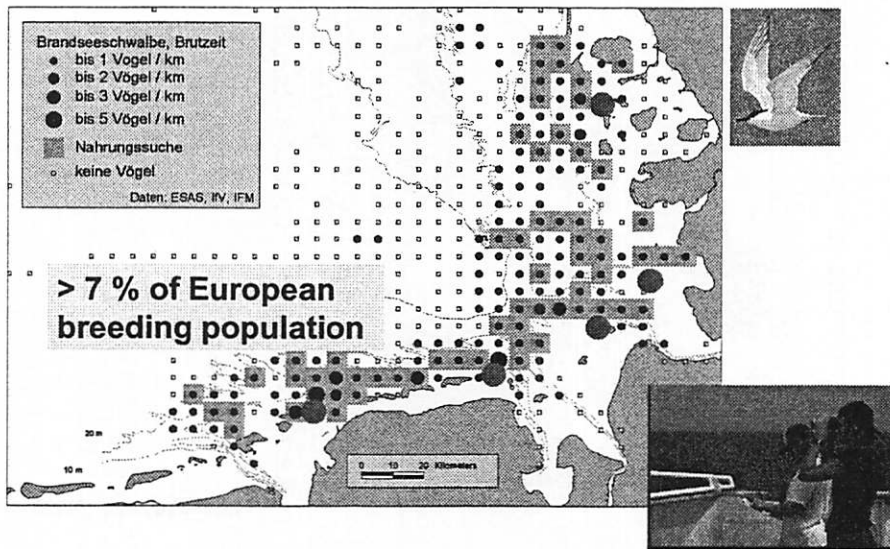 Brandseeschwalbe, Brutzeit
bis 1 Vogel / km
bis 2 Vögel / km
bis 3 Vögel / km
bis 5 Vögel / km
Nahrungssuche
keine Vögel
Daten: ESAS, IfV, IFM
> 7 % of European
breeding population
20 m
10 m
0 10 20 Kilometers